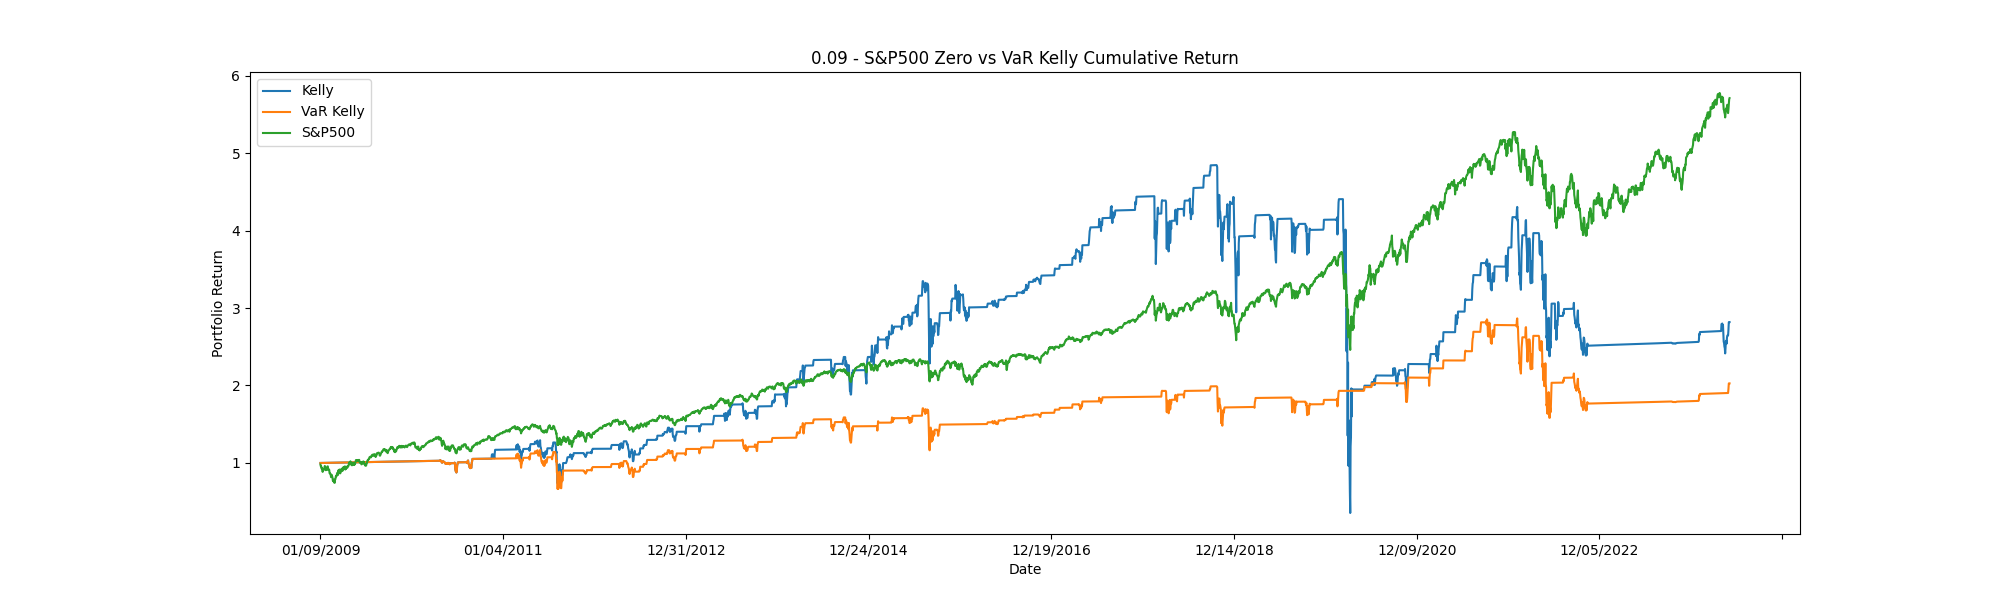 0.09 - S&P500 Zero vs VaR Kelly Cumulative Return
Kelly
VaR Kelly
S&P500
Portfolio Return
6
5
4
3
2
1
01/09/2009
01/04/2011
12/31/2012
12/24/2014
12/19/2016
12/14/2018
12/09/2020
12/05/2022
Date